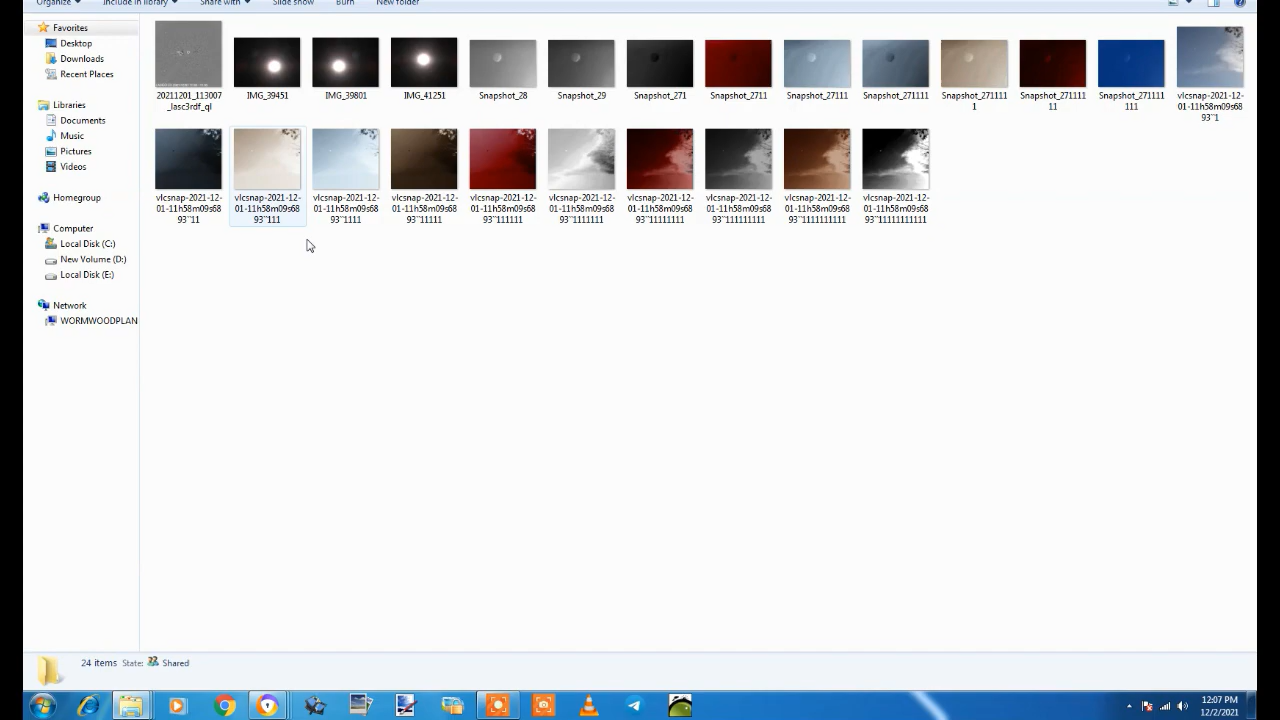 Organize
Include in library
Share with
Slide show
Burn
New folder
Favorites
Desktop
Downloads
Recent Places
Libraries
Documents
Music
Pictures
Videos
Homegroup
Computer
Local Disk (C:)
New Volume (D:)
Local Disk (E:)
Network
WORMWOODPLAN
20211201_113007
_lasc3rdf_ql
IMG_39451
IMG_39801
IMG_41251
Snapshot_28
Snapshot_29
Snapshot_271
Snapshot_2711
Snapshot_27111
Snapshot_271111
Snapshot_271111
1
Snapshot_271111
11
Snapshot_271111
111
vlcsnap-2021-12-
01-11h58m09s68
93~1
vlcsnap-2021-12-
01-11h58m09s68
93~11
vlcsnap-2021-12-
01-11h58m09s68
93~111
vlcsnap-2021-12-
01-11h58m09s68
93~1111
vlcsnap-2021-12-
01-11h58m09s68
93~11111
vlcsnap-2021-12-
01-11h58m09s68
93~111111
vlcsnap-2021-12-
01-11h58m09s68
93~1111111
vlcsnap-2021-12-
01-11h58m09s68
93~11111111
vlcsnap-2021-12-
01-11h58m09s68
93~111111111
vlcsnap-2021-12-
01-11h58m09s68
93~1111111111
vlcsnap-2021-12-
01-11h58m09s68
93~11111111111
24 items State: Shared
12:07 PM
12/2/2021